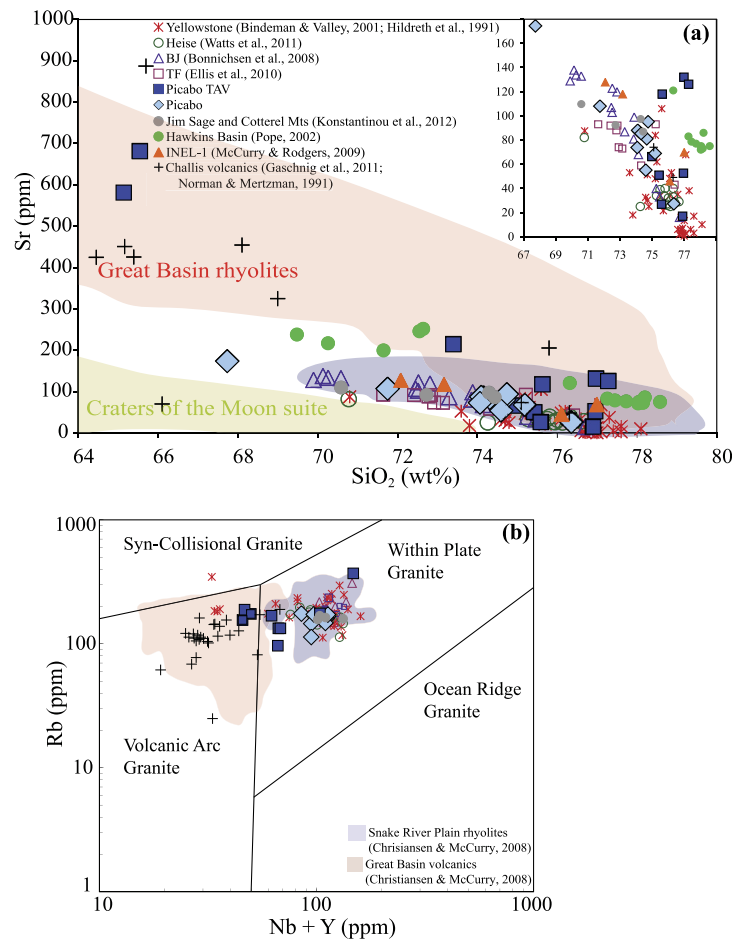 (a)
Yellowstone (Bindeman & Valley, 2001; Hildreth et al., 1991)
Heise (Watts et al., 2011)
BJ (Bonnichsen et al., 2008)
TF (Ellis et al., 2010)
Picabo TAV
Picabo
Jim Sage and Cotterel Mts (Konstantinou et al., 2012)
Hawkins Basin (Pope, 2002)
INEL-1 (McCurry & Rodgers, 2009)
Challis volcanics (Gaschnig et al., 2011;
Norman & Mertzman, 1991)
160
140
120
100
80
60
40
20
0
67 69 71 73 75 77
Sr (ppm)
1000
900
800
700
600
500
400
300
200
100
0
Great Basin rhyolites
Craters of the Moon suite
64 66 68 70 72 74 76 78 80
SiO₂ (wt%)
(b)
Rb (ppm)
1000
100
10
1
Syn-Collisional Granite
Within Plate
Granite
Ocean Ridge
Granite
Volcanic Arc
Granite
Snake River Plain rhyolites
(Chrisiansen & McCurry, 2008)
Great Basin volcanics
(Christiansen & McCurry, 2008)
10 100 1000
Nb + Y (ppm)